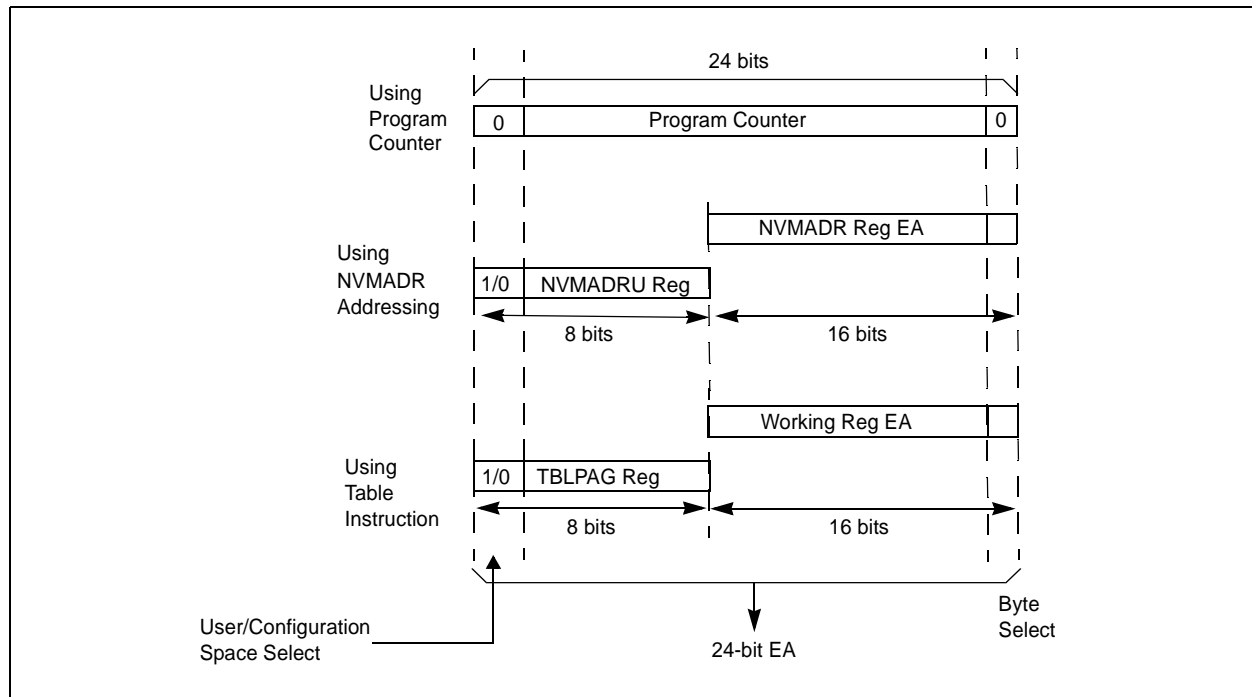 24 bits
Using
Program
Counter
0
Program Counter
0
NVMADR Reg EA
Using
NVMADR
Addressing
1/0
NVMADRU Reg
8 bits
16 bits
Working Reg EA
Using
Table
Instruction
1/0
TBLPAG Reg
8 bits
16 bits
User/Configuration
Space Select
24-bit EA
Byte
Select